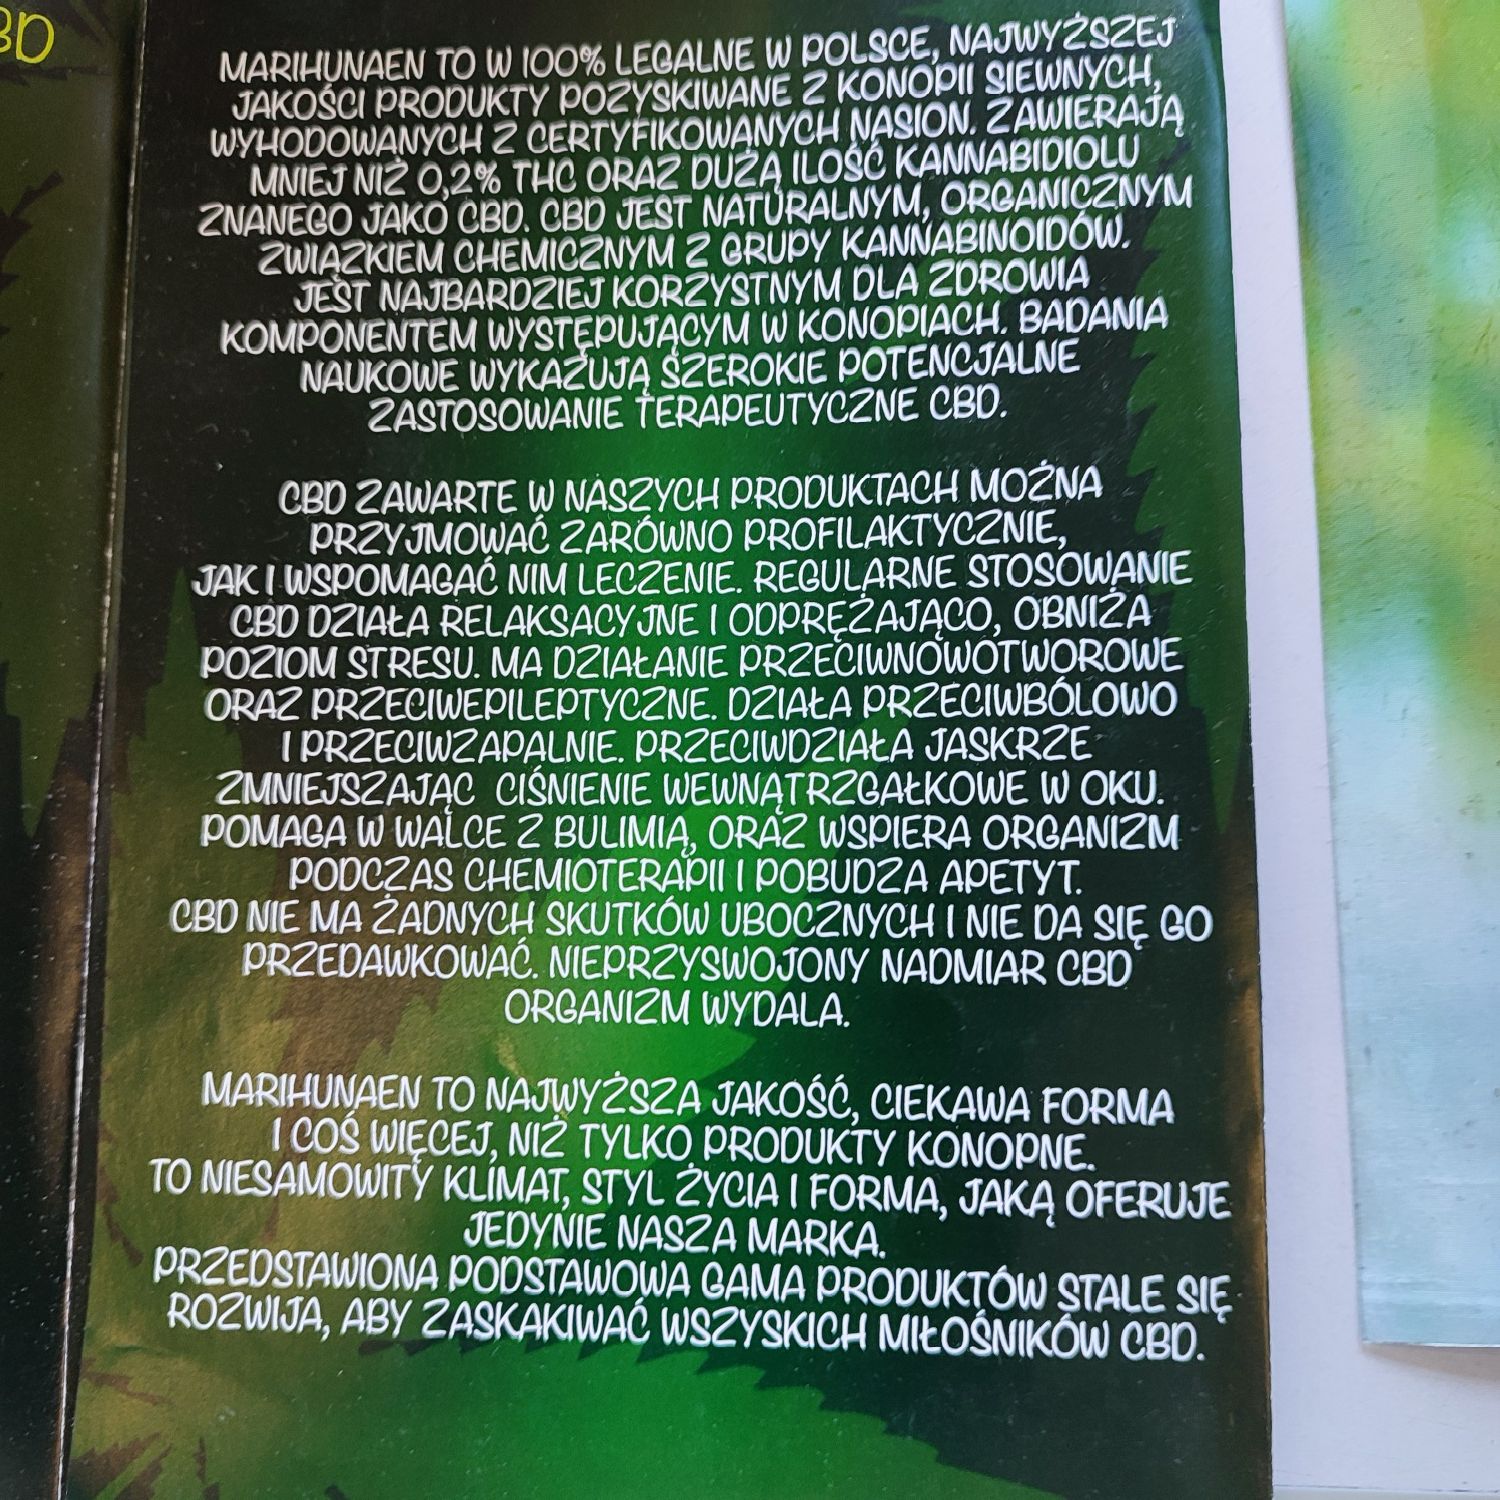 BD
MARIHUNAEN TO W 100% LEGALNE W POLSCE, NAJWYŻSZEJ
JAKOŚCI PRODUKTY POZYSKIWANE Z KONOPII SIEWNYCH,
WYHODOWANYCH Z CERTYFIKOWANYCH NASION. ZAWIERAJĄ
MNIEJ NIŻ 0,2% THC ORAZ DUŻĄ ILOŚĆ KANNABIDIOLU
ZNANEGO JAKO CBD. CBD JEST NATURALNYM, ORGANICZNYM
ZWIĄZKIEM CHEMICZNYM Z GRUPY KANNABINOIDÓW.
JEST NAJBARDZIEJ KORZYSTNYM DLA ZDROWIA
KOMPONENTEM WYSTĘPUJĄCYM W KONOPIACH. BADANIA
NAUKOWE WYKAZUJĄ SZEROKIE POTENCJALNE
ZASTOSOWANIE TERAPEUTYCZNE CBD.
CBD ZAWARTE W NASZYCH PRODUKTACH MOŻNA
PRZYJMOWAĆ ZARÓWNO PROFILAKTYCZNIE,
JAK I WSPOMAGAĆ NIM LECZENIE. REGULARNE STOSOWANIE
CBD DZIAŁA RELAKSACYJNE I ODPRĘŻAJĄCO, OBNIŻA
POZIOM STRESU. MA DZIAŁANIE PRZECIWNOWOTWOROWE
ORAZ PRZECIWEPILEPTYCZNE. DZIAŁA PRZECIWBÓLOWO
I PRZECIWZAPALNIE. PRZECIWDZIAŁA JASKRZE
ZMNIEJSZAJĄC CIŚNIENIE WEWNĄTRZGAŁKOWE W OKU.
POMAGA W WALCE Z BULIMIĄ, ORAZ WSPIERA ORGANIZM
PODCZAS CHEMIOTERAPII I POBUDZA APETYT.
CBD NIE MA ŻADNYCH SKUTKÓW UBOCZNYCH I NIE DA SIĘ GO
PRZEDAWKOWAĆ. NIEPRZYSWOJONY NADMIAR CBD
ORGANIZM WYDALA.
MARIHUNAEN TO NAJWYŻSZA JAKOŚĆ, CIEKAWA FORMA
I COŚ WIĘCEJ, NIŻ TYLKO PRODUKTY KONOPNE.
TO NIESAMOWITY KLIMAT, STYL ŻYCIA I FORMA, JAKĄ OFERUJE
JEDYNIE NASZA MARKA.
PRZEDSTAWIONA PODSTAWOWA GAMA PRODUKTÓW STALE SIĘ
ROZWIJA, ABY ZASKAKIWAĆ WSZYSKICH MIŁOŚNIKÓW CBD.